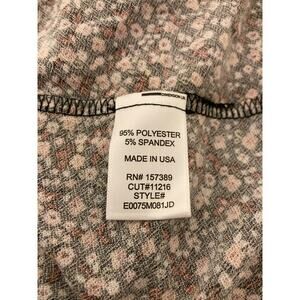 95% POLYESTER
5% SPANDEX
MADE IN USA
RN# 157389
CUT#11216
STYLE#
E0075M081JD